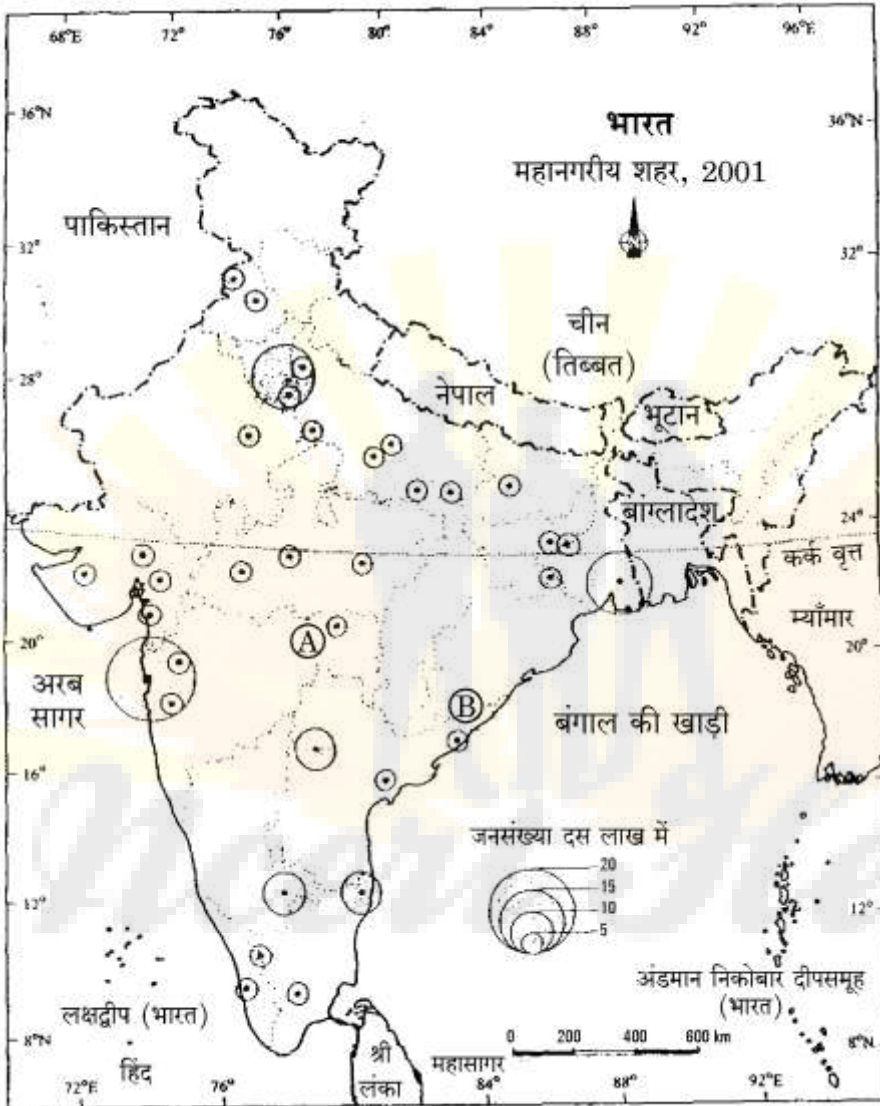 68°E 72° 76° 80° 84° 88° 92° 96°E
36°N 36°N
भारत
महानगरीय शहर, 2001
N
पाकिस्तान
32° 32°
चीन
(तिब्बत)
28°
नेपाल
भूटान
बाग्लादेश
24°
कर्क वृत्त
म्याँमार
A
20° 20°
अरब
सागर
B
बंगाल की खाड़ी
16°
जनसंख्या दस लाख में
20
15
10
5
12° 12°
लक्षद्वीप (भारत)
अंडमान निकोबार दीपसमूह
(भारत)
0 200 400 600 km
8°N 8°N
हिंद
श्री
लंका
महासागर
72°E 76° 84° 88° 92°E